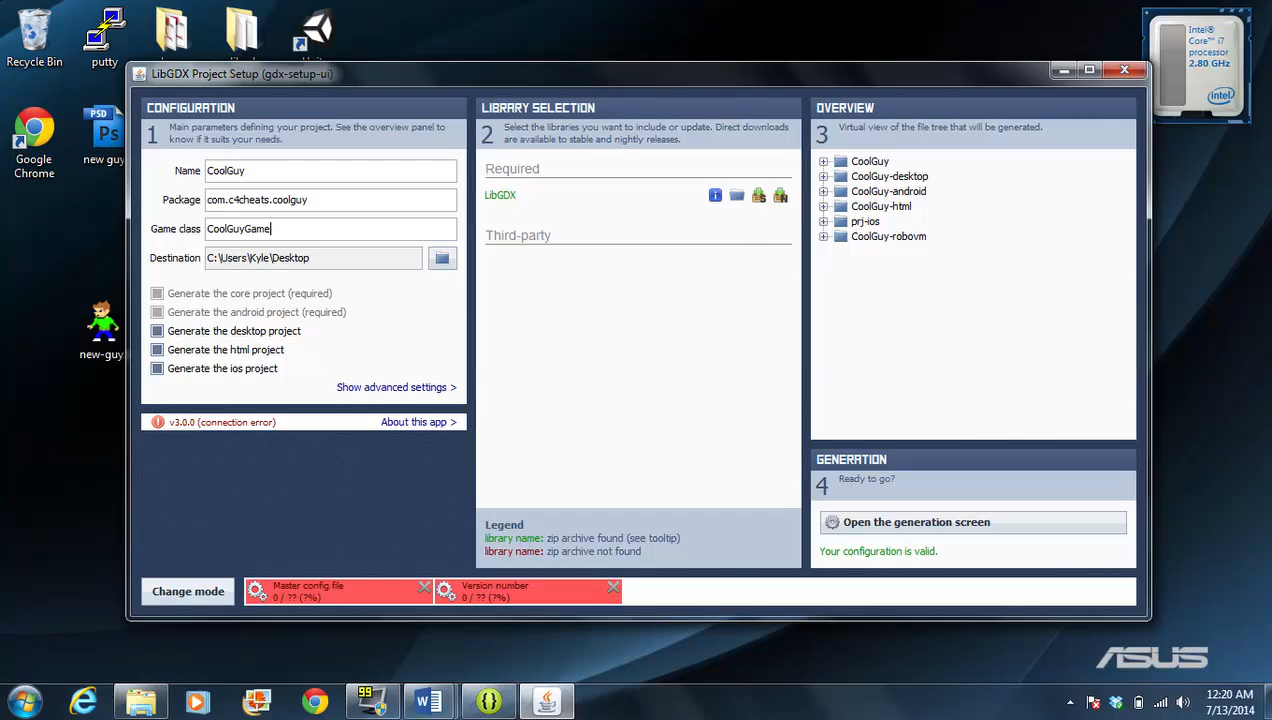 Recycle Bin
putty
Google
Chrome
PSD
Ps
new guy
new-guy
Intel®
Core™ i7
processor
2.80 GHz
intel
LibGDX Project Setup (gdx-setup-ui)
CONFIGURATION
1
Main parameters defining your project. See the overview panel to
know if it suits your needs.
Name CoolGuy
Package com.c4cheats.coolguy
Game class CoolGuyGame
Destination C:\Users\Kyle\Desktop
Generate the core project (required)
Generate the android project (required)
Generate the desktop project
Generate the html project
Generate the ios project
Show advanced settings >
v3.0.0 (connection error)
About this app >
LIBRARY SELECTION
2
Select the libraries you want to include or update. Direct downloads
are available to stable and nightly releases.
Required
LibGDX
i
S
N
Third-party
Legend
library name: zip archive found (see tooltip)
library name: zip archive not found
OVERVIEW
3
Virtual view of the file tree that will be generated.
CoolGuy
CoolGuy-desktop
CoolGuy-android
CoolGuy-html
prj-ios
CoolGuy-robovm
GENERATION
4
Ready to go?
Open the generation screen
Your configuration is valid.
Change mode
Master config file
0 / ?? (?%)
Version number
0 / ?? (?%)
ASUS
99
W
{}
12:20 AM
7/13/2014